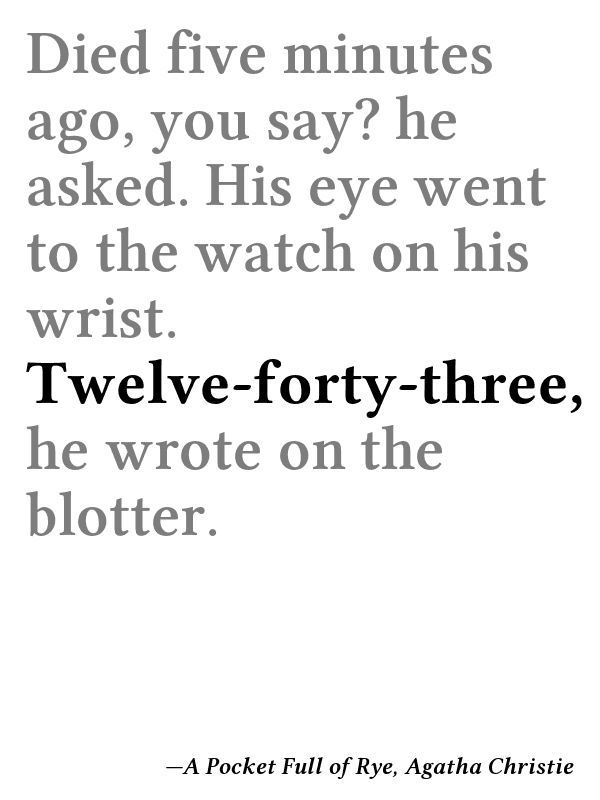 Died five minutes
ago, you say? he
asked. His eye went
to the watch on his
wrist.
Twelve-forty-three,
he wrote on the
blotter.
—A Pocket Full of Rye, Agatha Christie